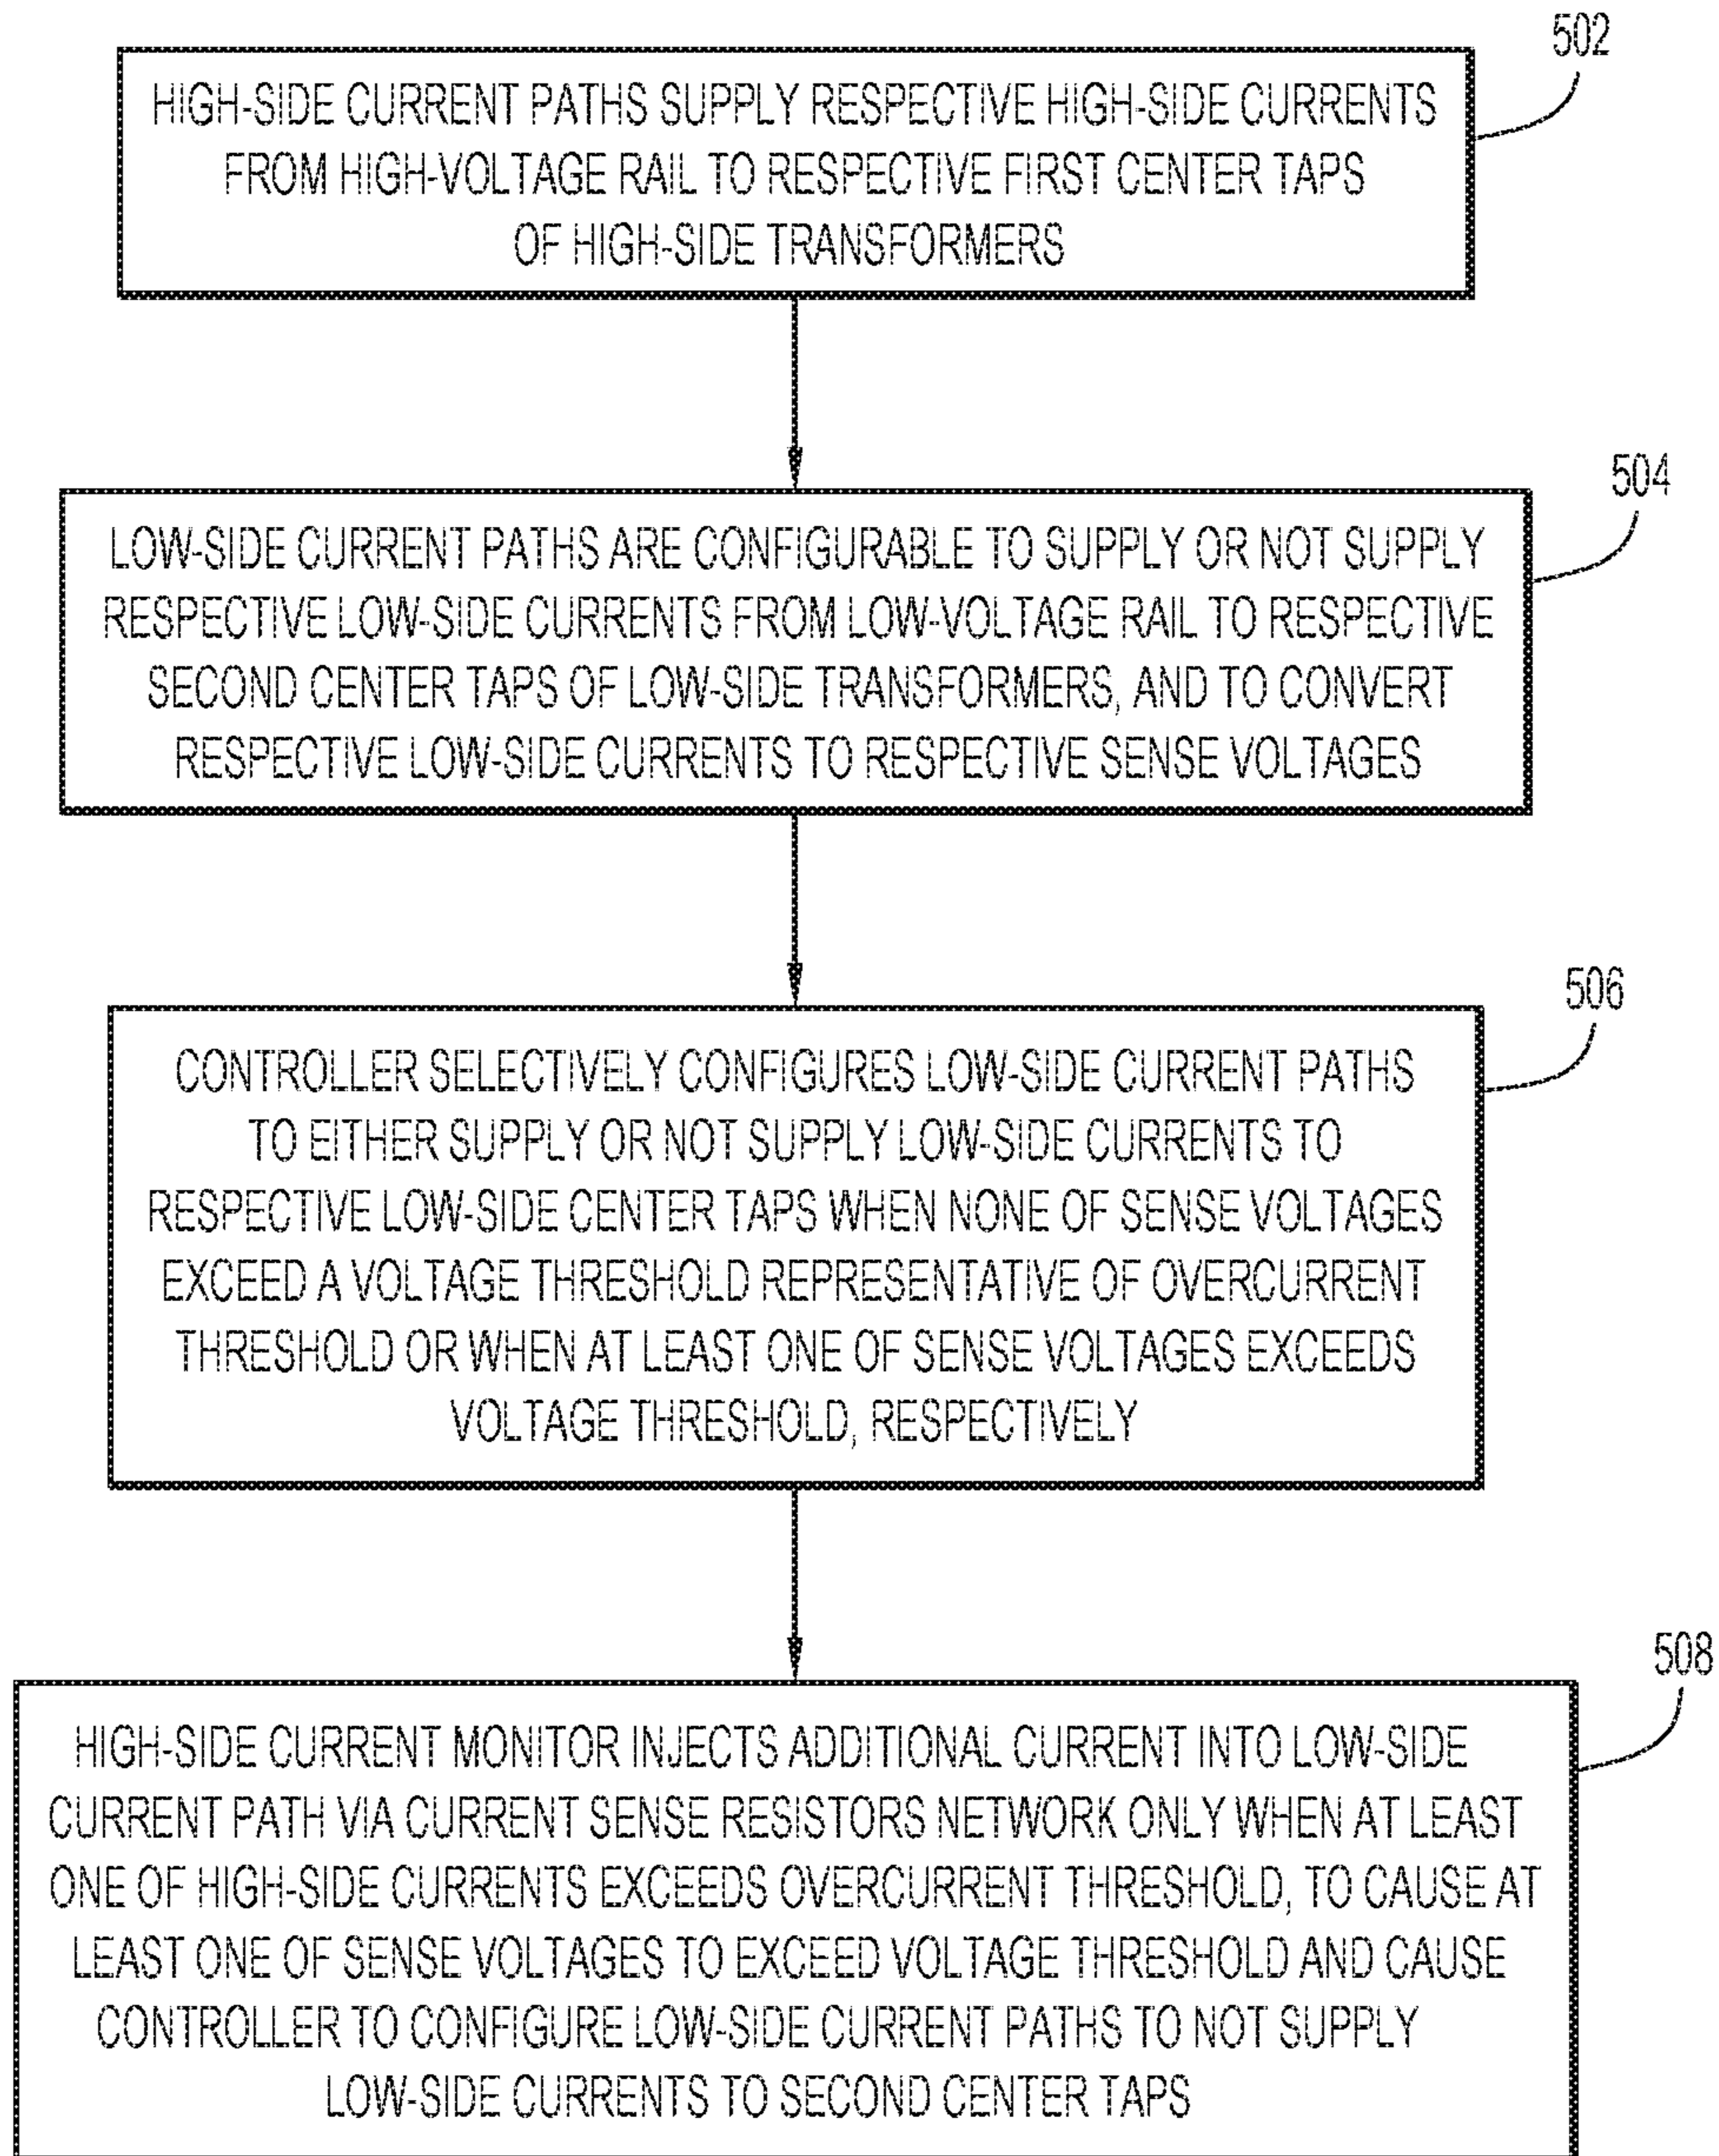 502
HIGH-SIDE CURRENT PATHS SUPPLY RESPECTIVE HIGH-SIDE CURRENTS
FROM HIGH-VOLTAGE RAIL TO RESPECTIVE FIRST CENTER TAPS
OF HIGH-SIDE TRANSFORMERS
504
LOW-SIDE CURRENT PATHS ARE CONFIGURABLE TO SUPPLY OR NOT SUPPLY
RESPECTIVE LOW-SIDE CURRENTS FROM LOW-VOLTAGE RAIL TO RESPECTIVE
SECOND CENTER TAPS OF LOW-SIDE TRANSFORMERS, AND TO CONVERT
RESPECTIVE LOW-SIDE CURRENTS TO RESPECTIVE SENSE VOLTAGES
506
CONTROLLER SELECTIVELY CONFIGURES LOW-SIDE CURRENT PATHS
TO EITHER SUPPLY OR NOT SUPPLY LOW-SIDE CURRENTS TO
RESPECTIVE LOW-SIDE CENTER TAPS WHEN NONE OF SENSE VOLTAGES
EXCEED A VOLTAGE THRESHOLD REPRESENTATIVE OF OVERCURRENT
THRESHOLD OR WHEN AT LEAST ONE OF SENSE VOLTAGES EXCEEDS
VOLTAGE THRESHOLD, RESPECTIVELY
508
HIGH-SIDE CURRENT MONITOR INJECTS ADDITIONAL CURRENT INTO LOW-SIDE
CURRENT PATH VIA CURRENT SENSE RESISTORS NETWORK ONLY WHEN AT LEAST
ONE OF HIGH-SIDE CURRENTS EXCEEDS OVERCURRENT THRESHOLD, TO CAUSE AT
LEAST ONE OF SENSE VOLTAGES TO EXCEED VOLTAGE THRESHOLD AND CAUSE
CONTROLLER TO CONFIGURE LOW-SIDE CURRENT PATHS TO NOT SUPPLY
LOW-SIDE CURRENTS TO SECOND CENTER TAPS